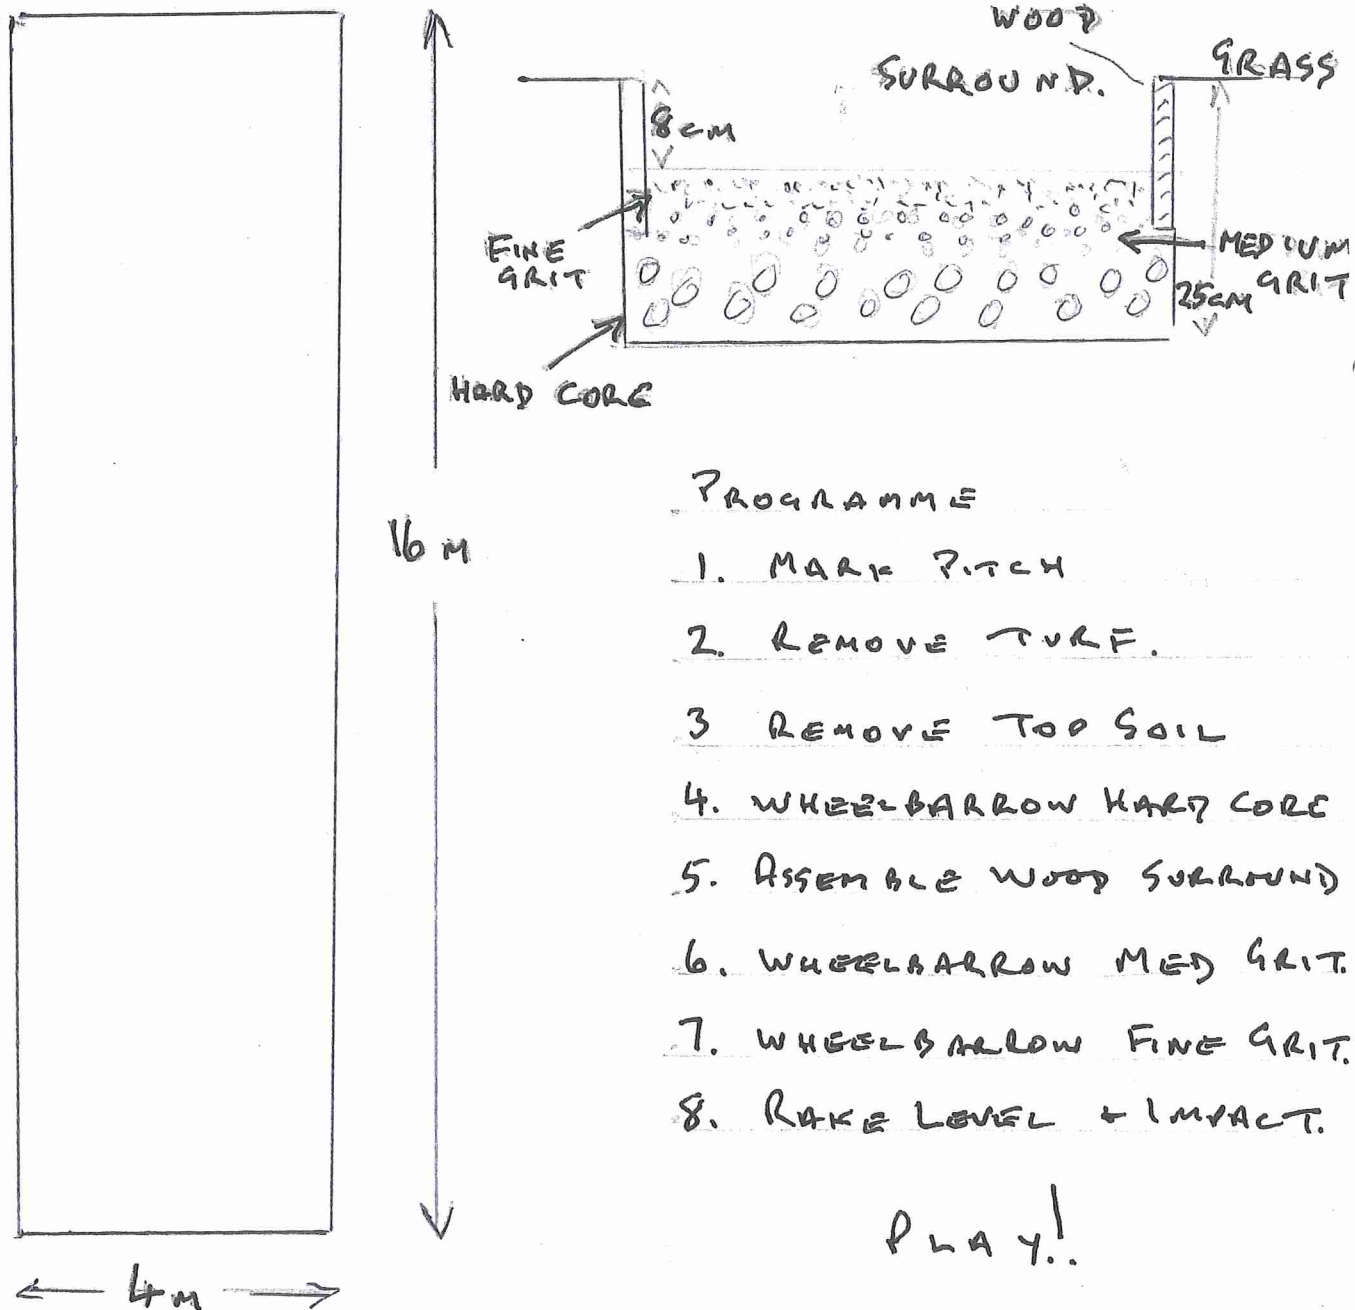 WOOD
SURROUND.
GRASS
8cm
FINE
GRIT
MEDIUM
GRIT
25cm
HARD CORE
16 M
PROGRAMME
1. MARK PITCH
2. REMOVE TURF.
3 REMOVE TOP SOIL
4. WHEELBARROW HARD CORE
5. ASSEMBLE WOOD SURROUND
6. WHEELBARROW MED GRIT.
7. WHEELBARROW FINE GRIT.
8. RAKE LEVEL + IMPACT.
PLAY!!
4m